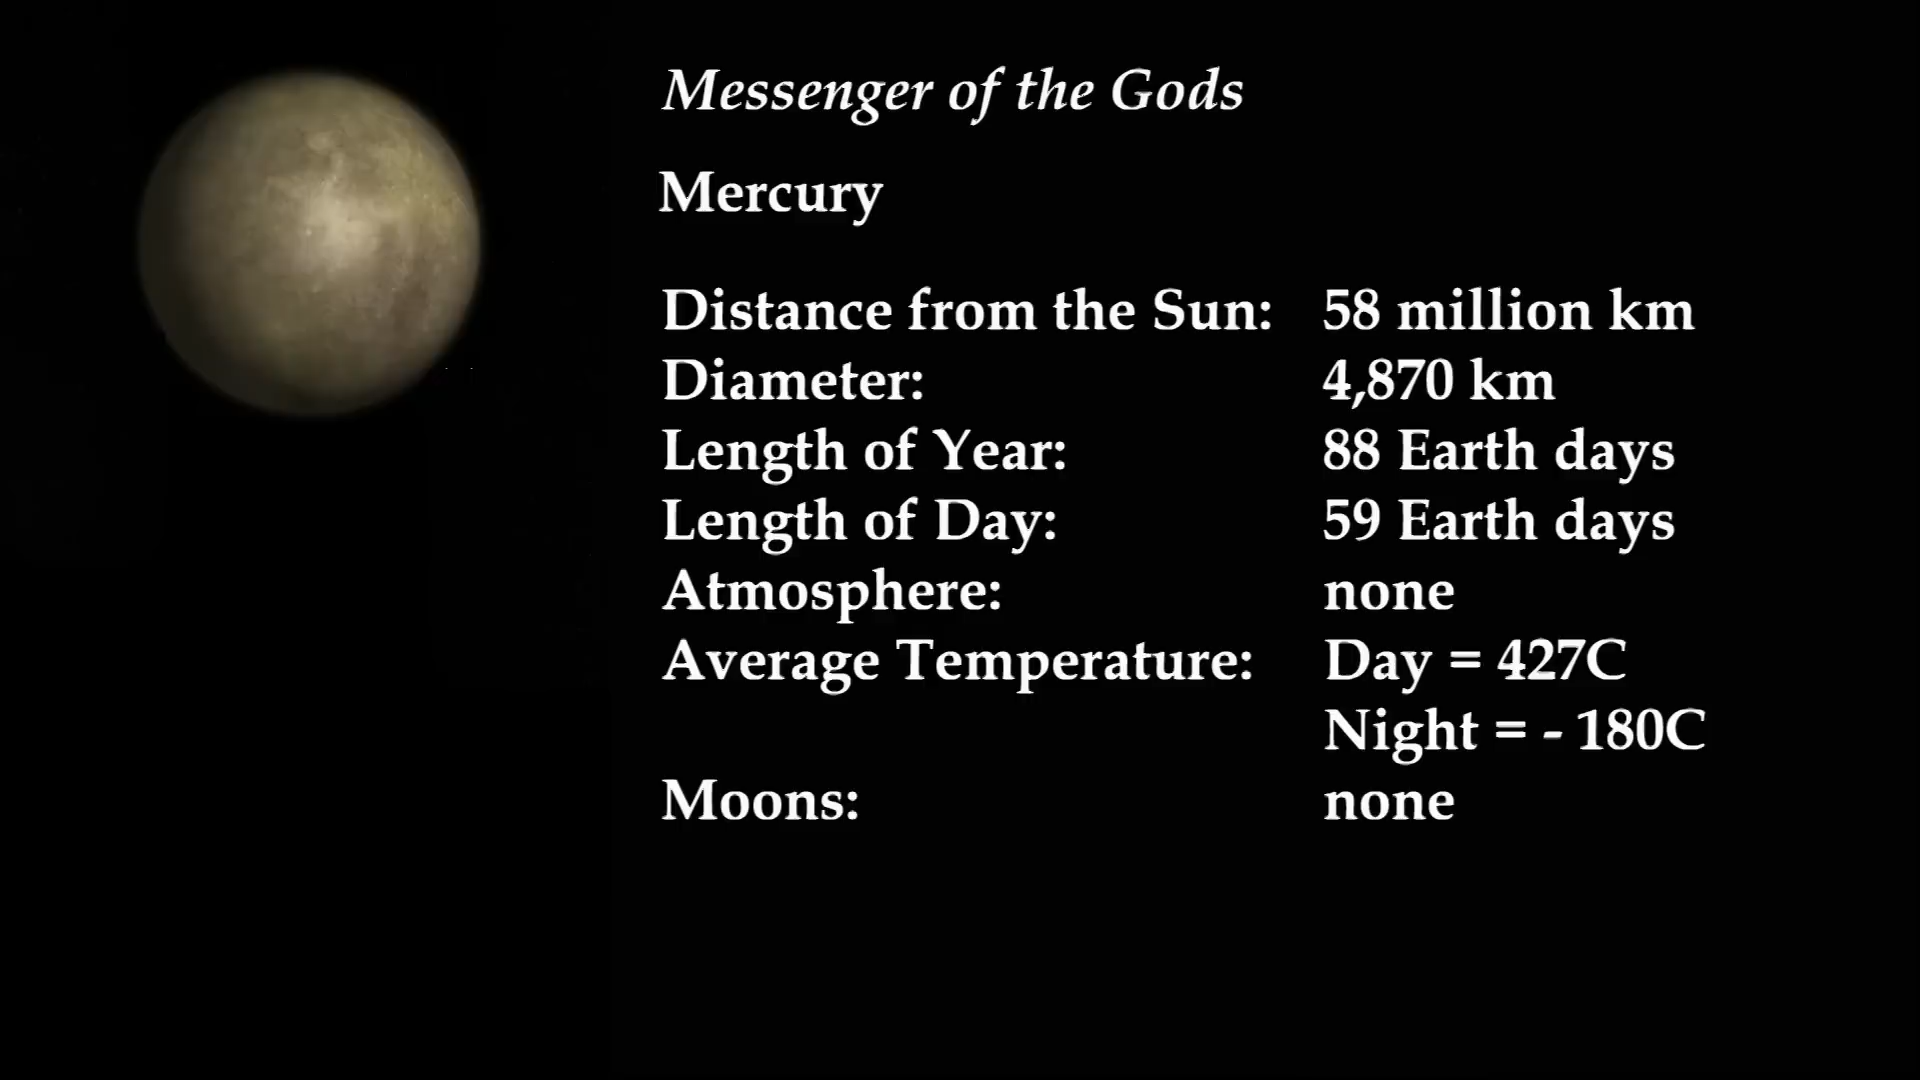 Messenger of the Gods
Mercury
Distance from the Sun: 58 million km
Diameter: 4,870 km
Length of Year: 88 Earth days
Length of Day: 59 Earth days
Atmosphere: none
Average Temperature: Day = 427C
Night = - 180C
Moons: none